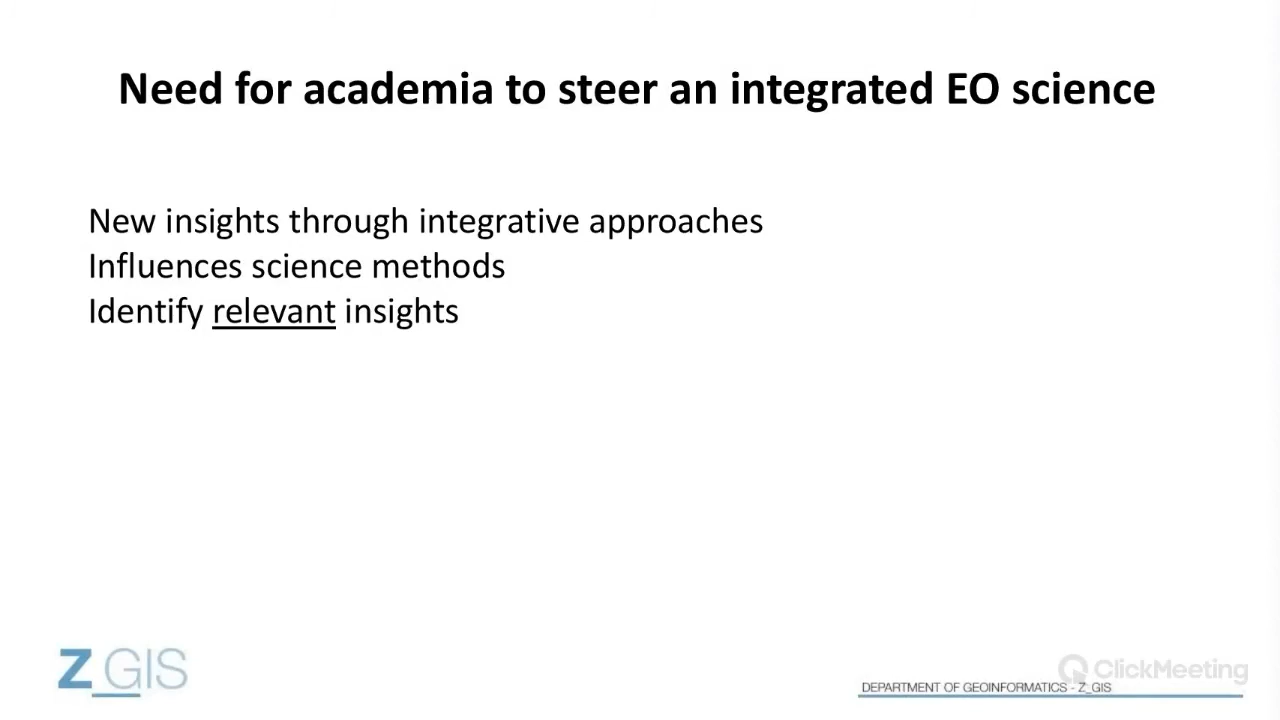 Need for academia to steer an integrated EO science
New insights through integrative approaches
Influences science methods
Identify relevant insights
Z_GIS
DEPARTMENT OF GEOINFORMATICS - Z_GIS
ClickMeeting